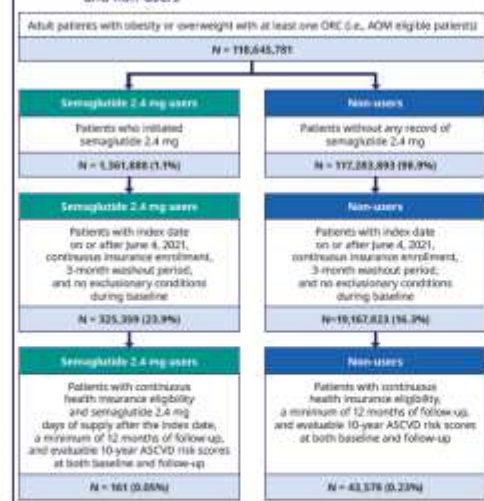 and non-users
Adult patients with obesity or overweight with at least one ORC (i.e., AOM eligible patients)
N = 118,645,781
Semaglutide 2.4 mg users
Patients who initiated
semaglutide 2.4 mg
N = 1,361,888 (1.1%)
Non-users
Patients without any record of
semaglutide 2.4 mg
N = 117,283,893 (98.9%)
Semaglutide 2.4 mg users
Patients with index date
on or after June 4, 2021,
continuous insurance enrollment,
3-month washout period,
and no exclusionary conditions
during baseline
N = 325,359 (23.9%)
Non-users
Patients with index date
on or after June 4, 2021,
continuous insurance enrollment,
3-month washout period,
and no exclusionary conditions
during baseline
N=19,167,023 (16.3%)
Semaglutide 2.4 mg users
Patients with continuous
health insurance eligibility
and semaglutide 2.4 mg
days of supply after the index date,
a minimum of 12 months of follow-up,
and evaluable 10-year ASCVD risk scores
at both baseline and follow-up
N = 161 (0.05%)
Non-users
Patients with continuous
health insurance eligibility,
a minimum of 12 months of follow-up,
and evaluable 10-year ASCVD risk scores
at both baseline and follow-up
N = 43,576 (0.23%)